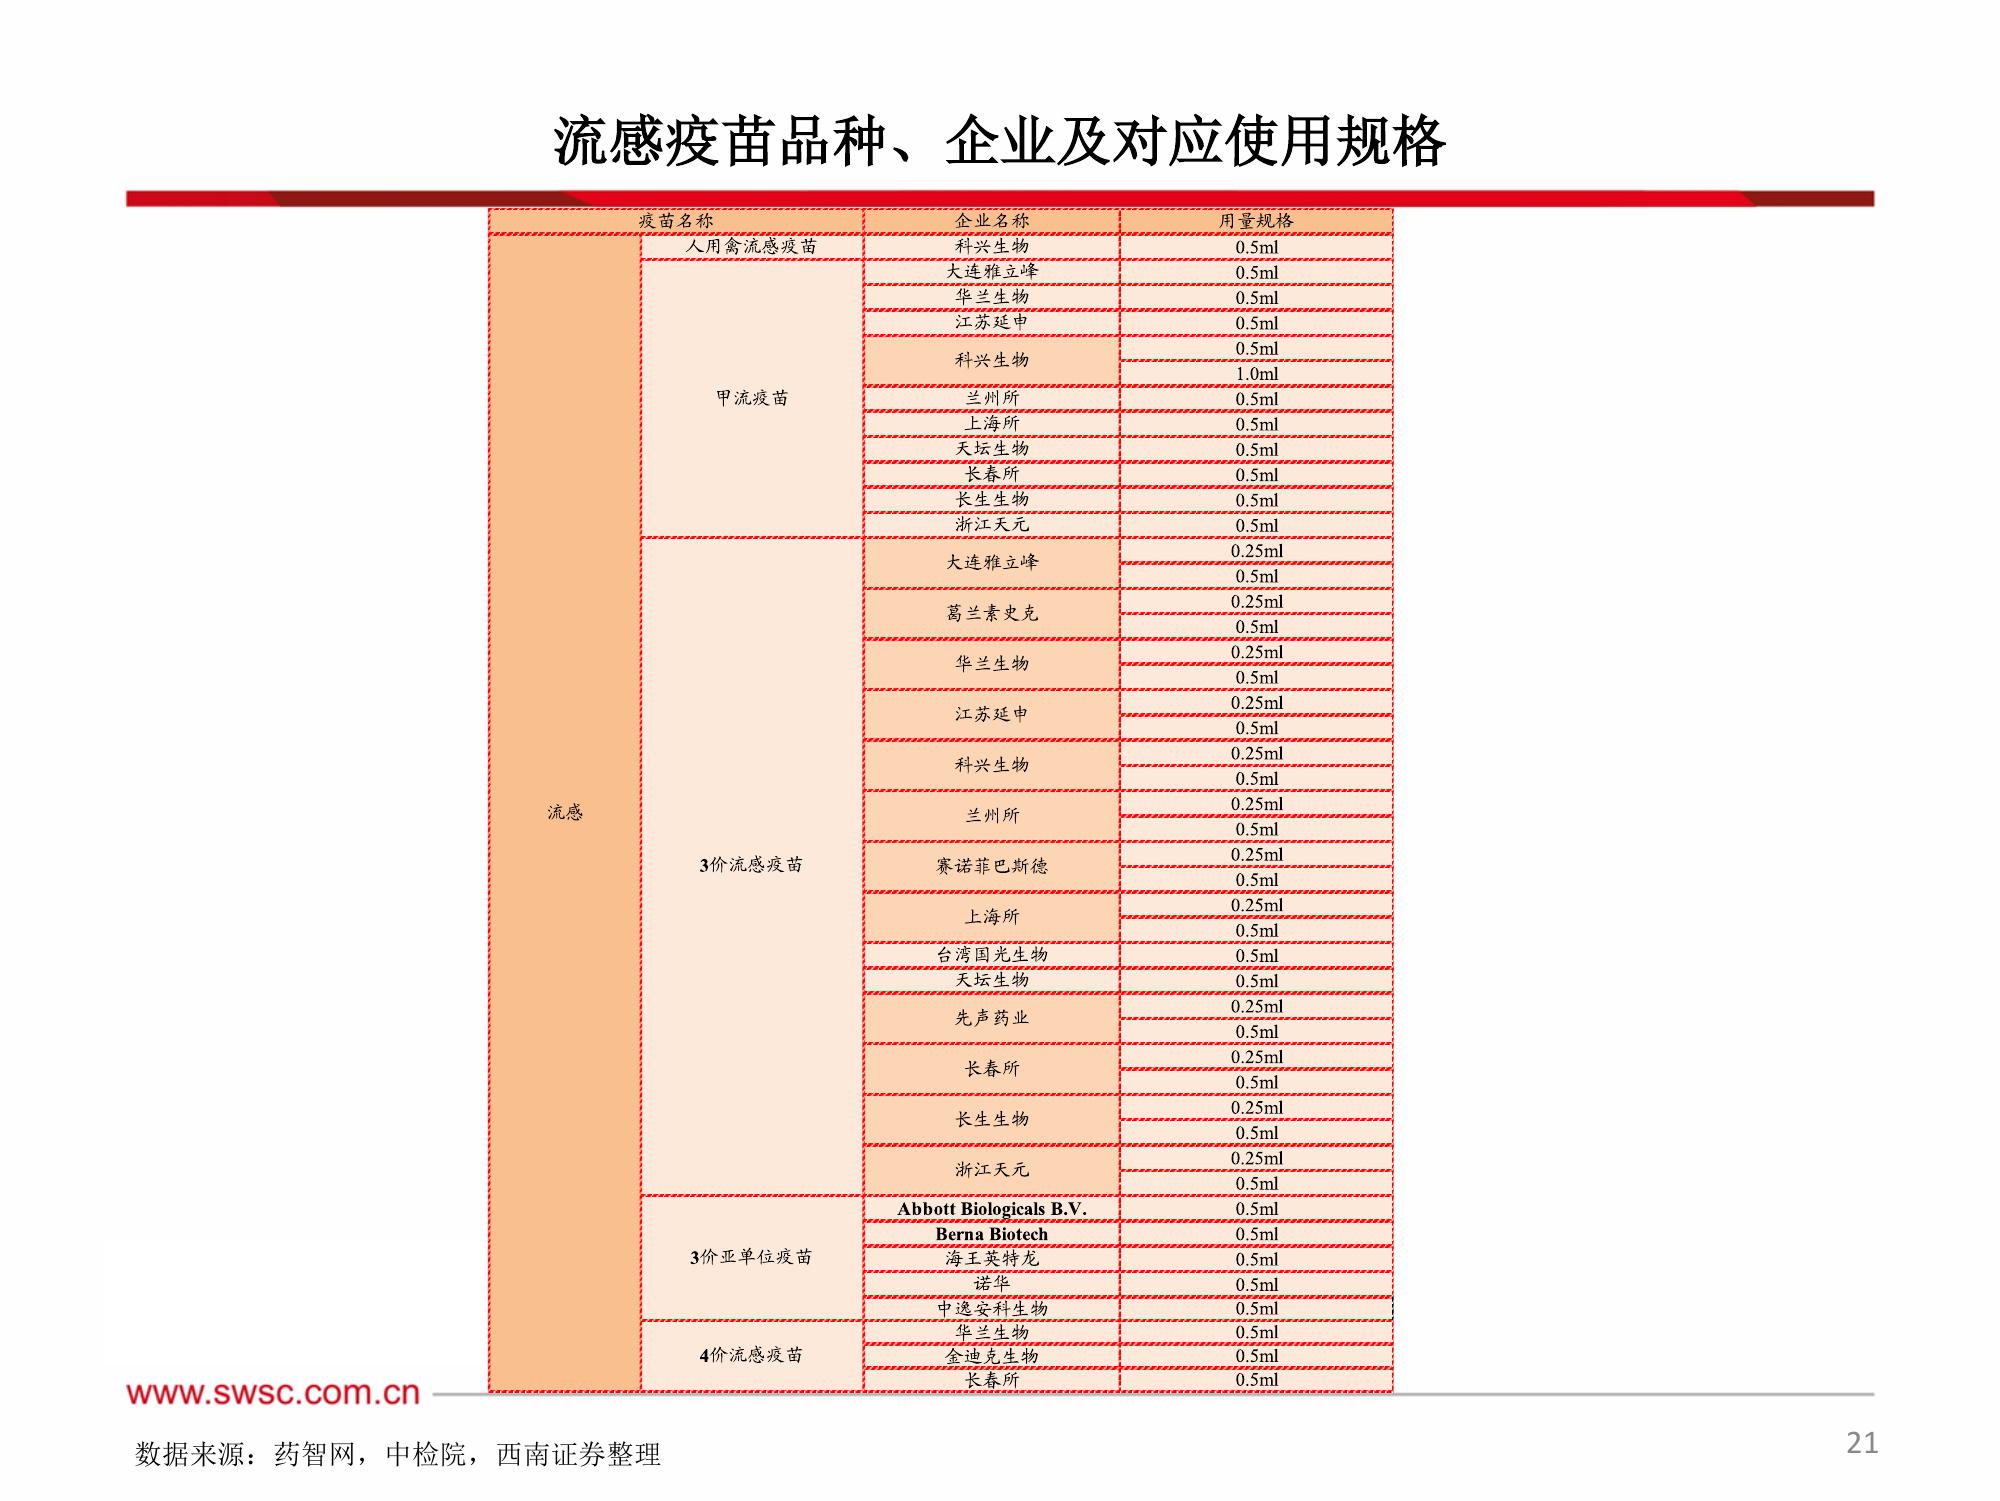 流感疫苗品种、企业及对应使用规格
疫苗名称 企业名称 用量规格
流感 人用禽流感疫苗 科兴生物 0.5ml
甲流疫苗 大连雅立峰 0.5ml
华兰生物 0.5ml
江苏延申 0.5ml
科兴生物 0.5ml
1.0ml
兰州所 0.5ml
上海所 0.5ml
天坛生物 0.5ml
长春所 0.5ml
长生生物 0.5ml
浙江天元 0.5ml
3价流感疫苗 大连雅立峰 0.25ml
0.5ml
葛兰素史克 0.25ml
0.5ml
华兰生物 0.25ml
0.5ml
江苏延申 0.25ml
0.5ml
科兴生物 0.25ml
0.5ml
兰州所 0.25ml
0.5ml
赛诺菲巴斯德 0.25ml
0.5ml
上海所 0.25ml
0.5ml
台湾国光生物 0.5ml
天坛生物 0.5ml
先声药业 0.25ml
0.5ml
长春所 0.25ml
0.5ml
长生生物 0.25ml
0.5ml
浙江天元 0.25ml
0.5ml
3价亚单位疫苗 Abbott Biologicals B.V. 0.5ml
Berna Biotech 0.5ml
海王英特龙 0.5ml
诺华 0.5ml
中逸安科生物 0.5ml
4价流感疫苗 华兰生物 0.5ml
金迪克生物 0.5ml
长春所 0.5ml
www.swsc.com.cn
数据来源：药智网，中检院，西南证券整理
21